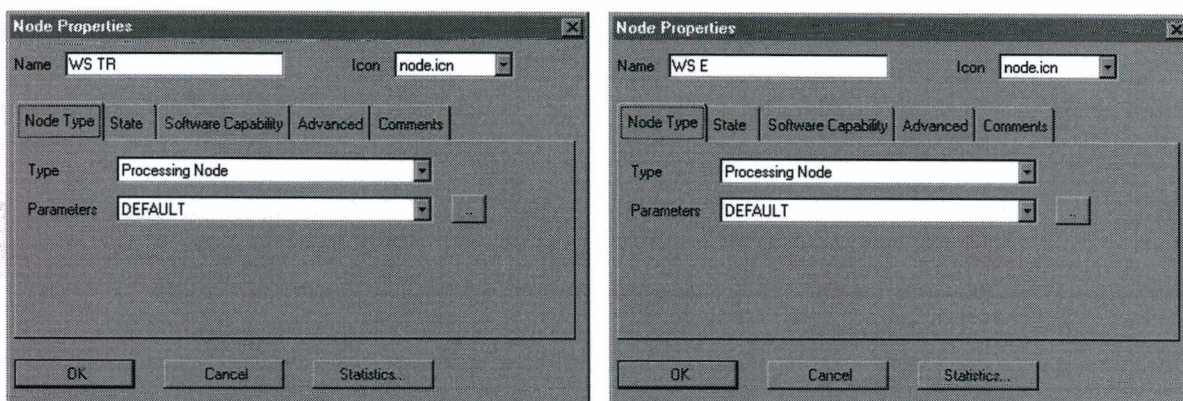 Node Properties
Name WS TR Icon node.icn
Node Type State Software Capability Advanced Comments
Type Processing Node
Parameters DEFAULT ..
OK Cancel Statistics...
Node Properties
Name WS E Icon node.icn
Node Type State Software Capability Advanced Comments
Type Processing Node
Parameters DEFAULT ..
OK Cancel Statistics...